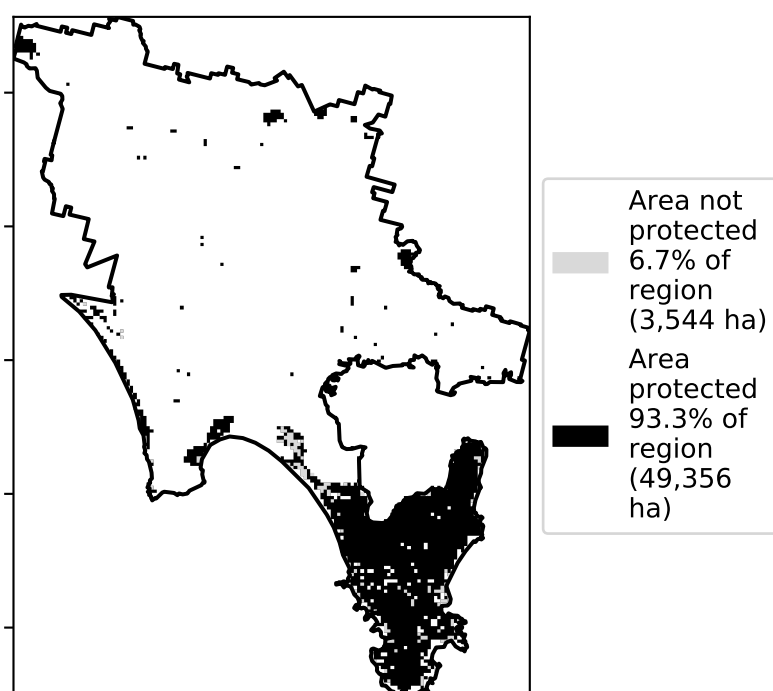 Area not
protected
6.7% of
region
(3,544 ha)
Area
protected
93.3% of
region
(49,356
ha)